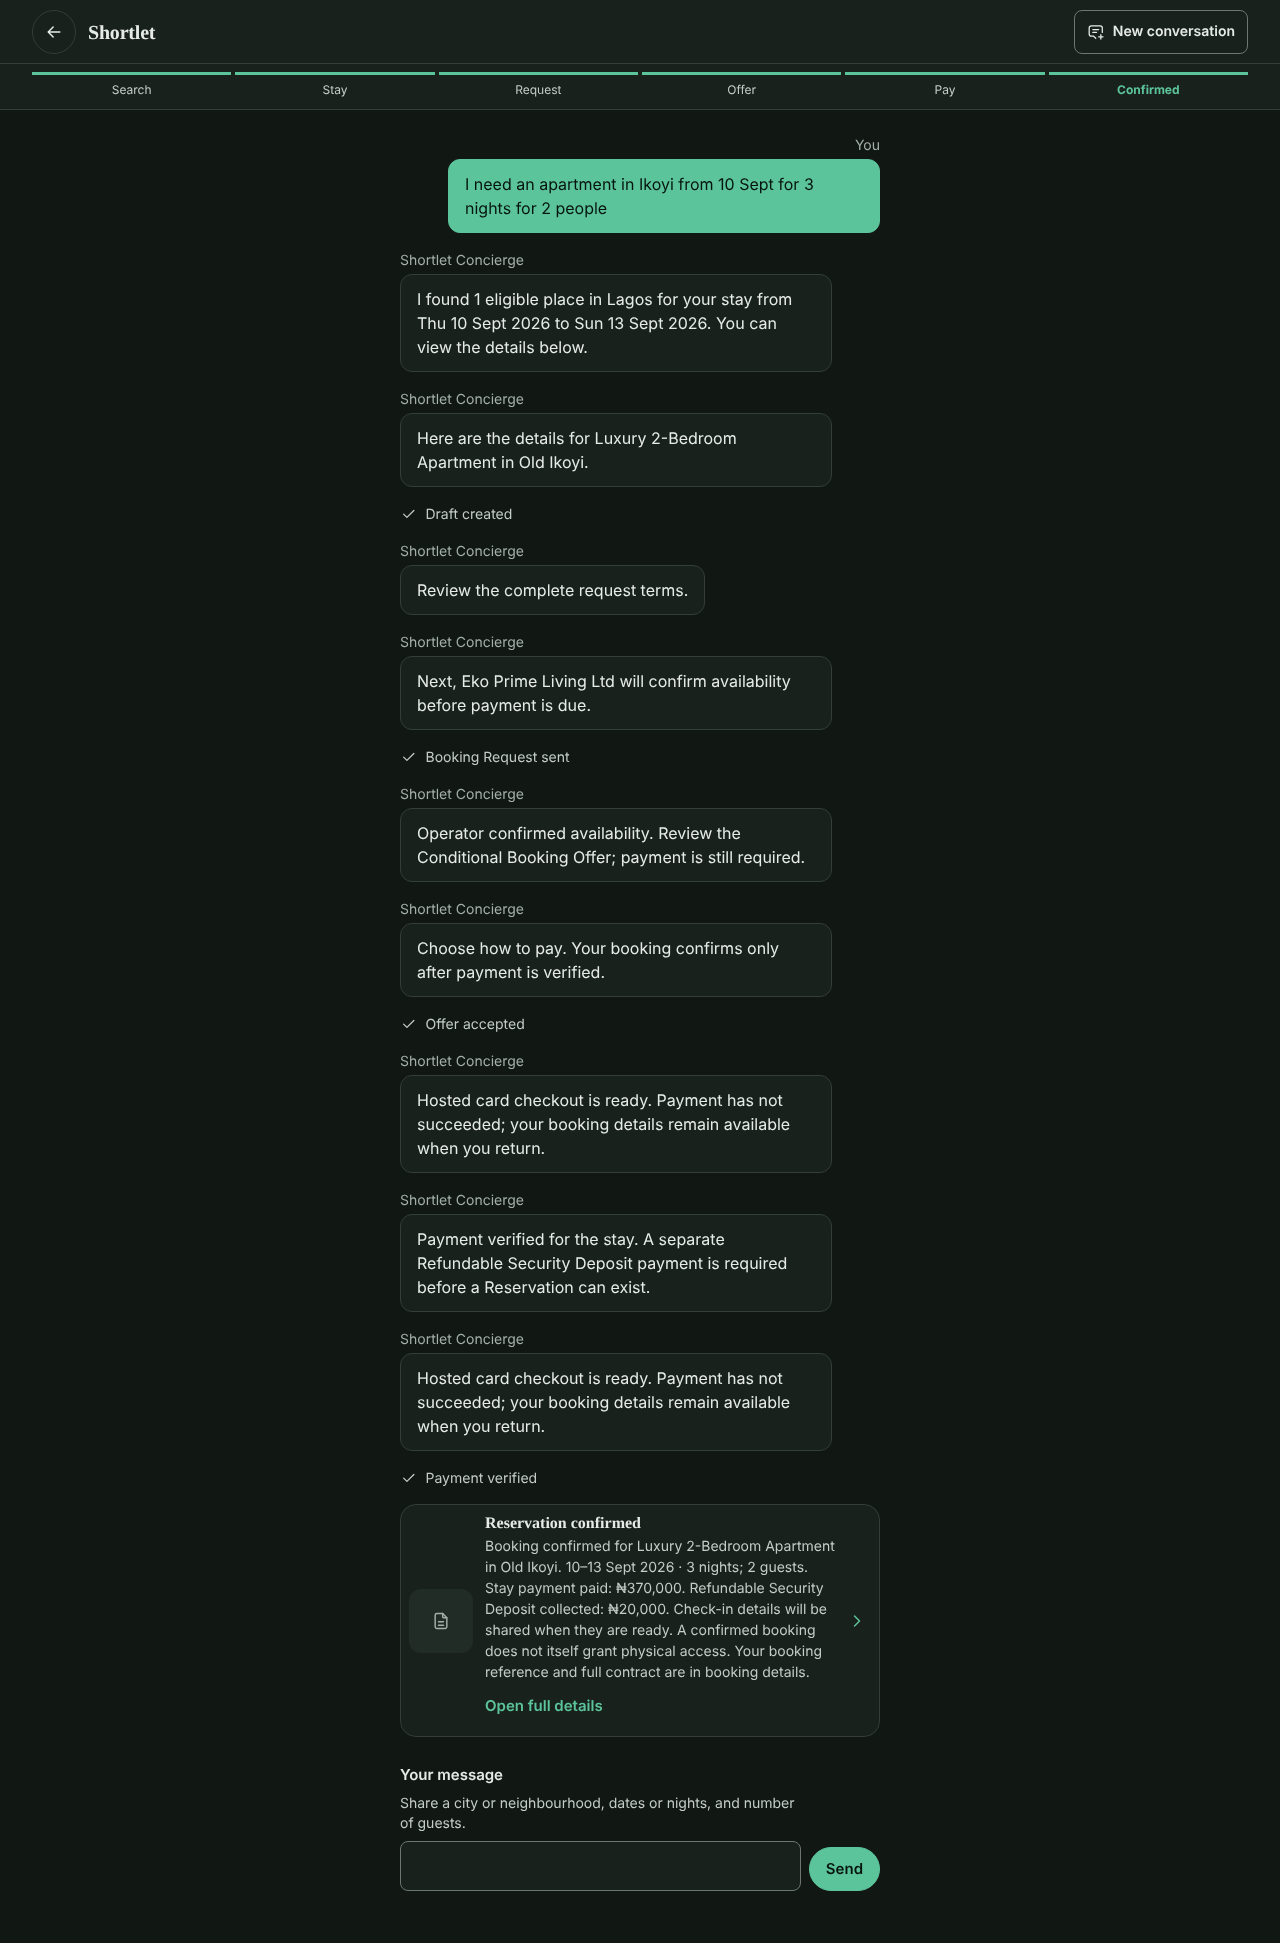 Shortlet
New conversation
Search
Stay
Request
Offer
Pay
Confirmed
You
I need an apartment in Ikoyi from 10 Sept for 3
nights for 2 people
Shortlet Concierge
I found 1 eligible place in Lagos for your stay from
Thu 10 Sept 2026 to Sun 13 Sept 2026. You can
view the details below.
Shortlet Concierge
Here are the details for Luxury 2-Bedroom
Apartment in Old Ikoyi.
Draft created
Shortlet Concierge
Review the complete request terms.
Shortlet Concierge
Next, Eko Prime Living Ltd will confirm availability
before payment is due.
Booking Request sent
Shortlet Concierge
Operator confirmed availability. Review the
Conditional Booking Offer; payment is still required.
Shortlet Concierge
Choose how to pay. Your booking confirms only
after payment is verified.
Offer accepted
Shortlet Concierge
Hosted card checkout is ready. Payment has not
succeeded; your booking details remain available
when you return.
Shortlet Concierge
Payment verified for the stay. A separate
Refundable Security Deposit payment is required
before a Reservation can exist.
Shortlet Concierge
Hosted card checkout is ready. Payment has not
succeeded; your booking details remain available
when you return.
Payment verified
Reservation confirmed
Booking confirmed for Luxury 2-Bedroom Apartment
in Old Ikoyi. 10–13 Sept 2026 · 3 nights; 2 guests.
Stay payment paid: ₦370,000. Refundable Security
Deposit collected: ₦20,000. Check-in details will be
shared when they are ready. A confirmed booking
does not itself grant physical access. Your booking
reference and full contract are in booking details.
Open full details
Your message
Share a city or neighbourhood, dates or nights, and number
of guests.
Send